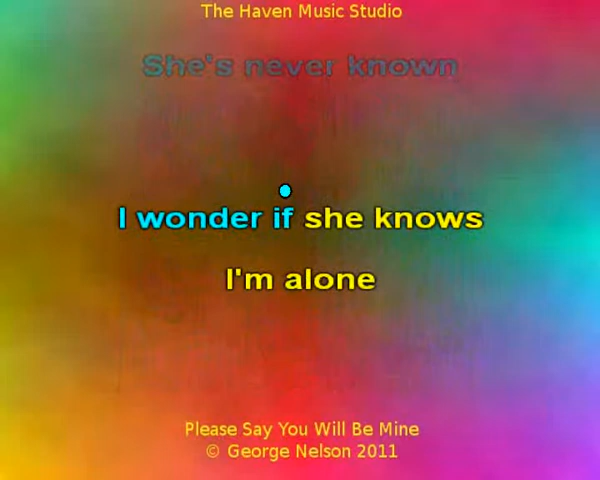 The Haven Music Studio
She's never known
I wonder if she knows
I'm alone
Please Say You Will Be Mine
© George Nelson 2011